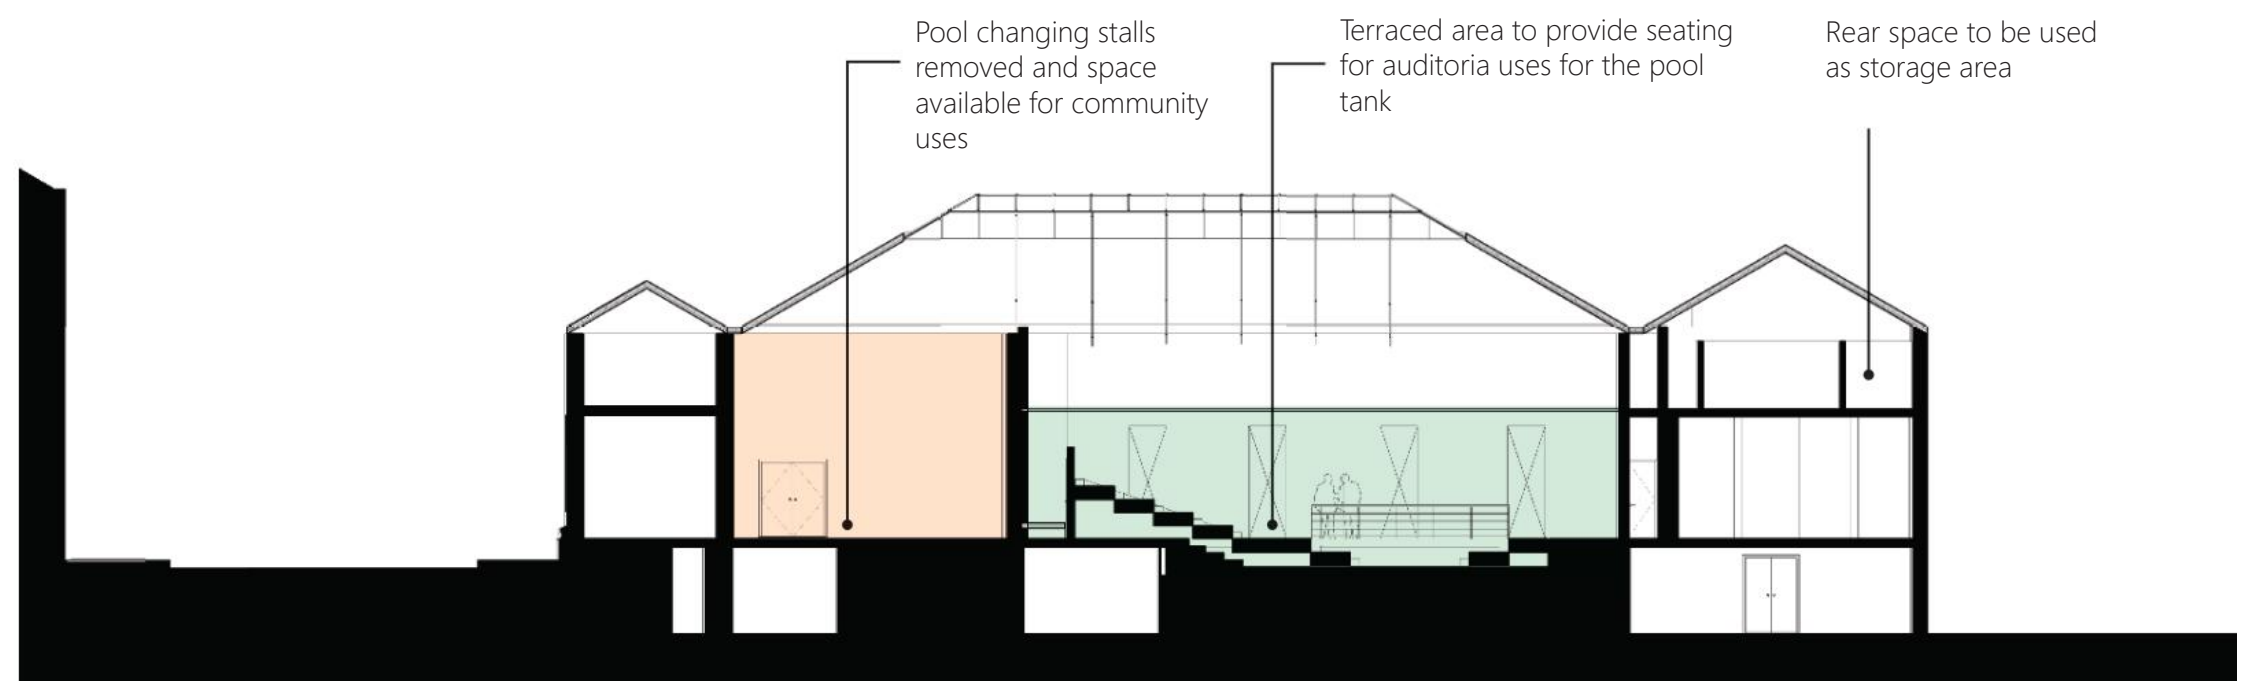 Pool changing stalls
removed and space
available for community
uses
Terraced area to provide seating
for auditoria uses for the pool
tank
Rear space to be used
as storage area